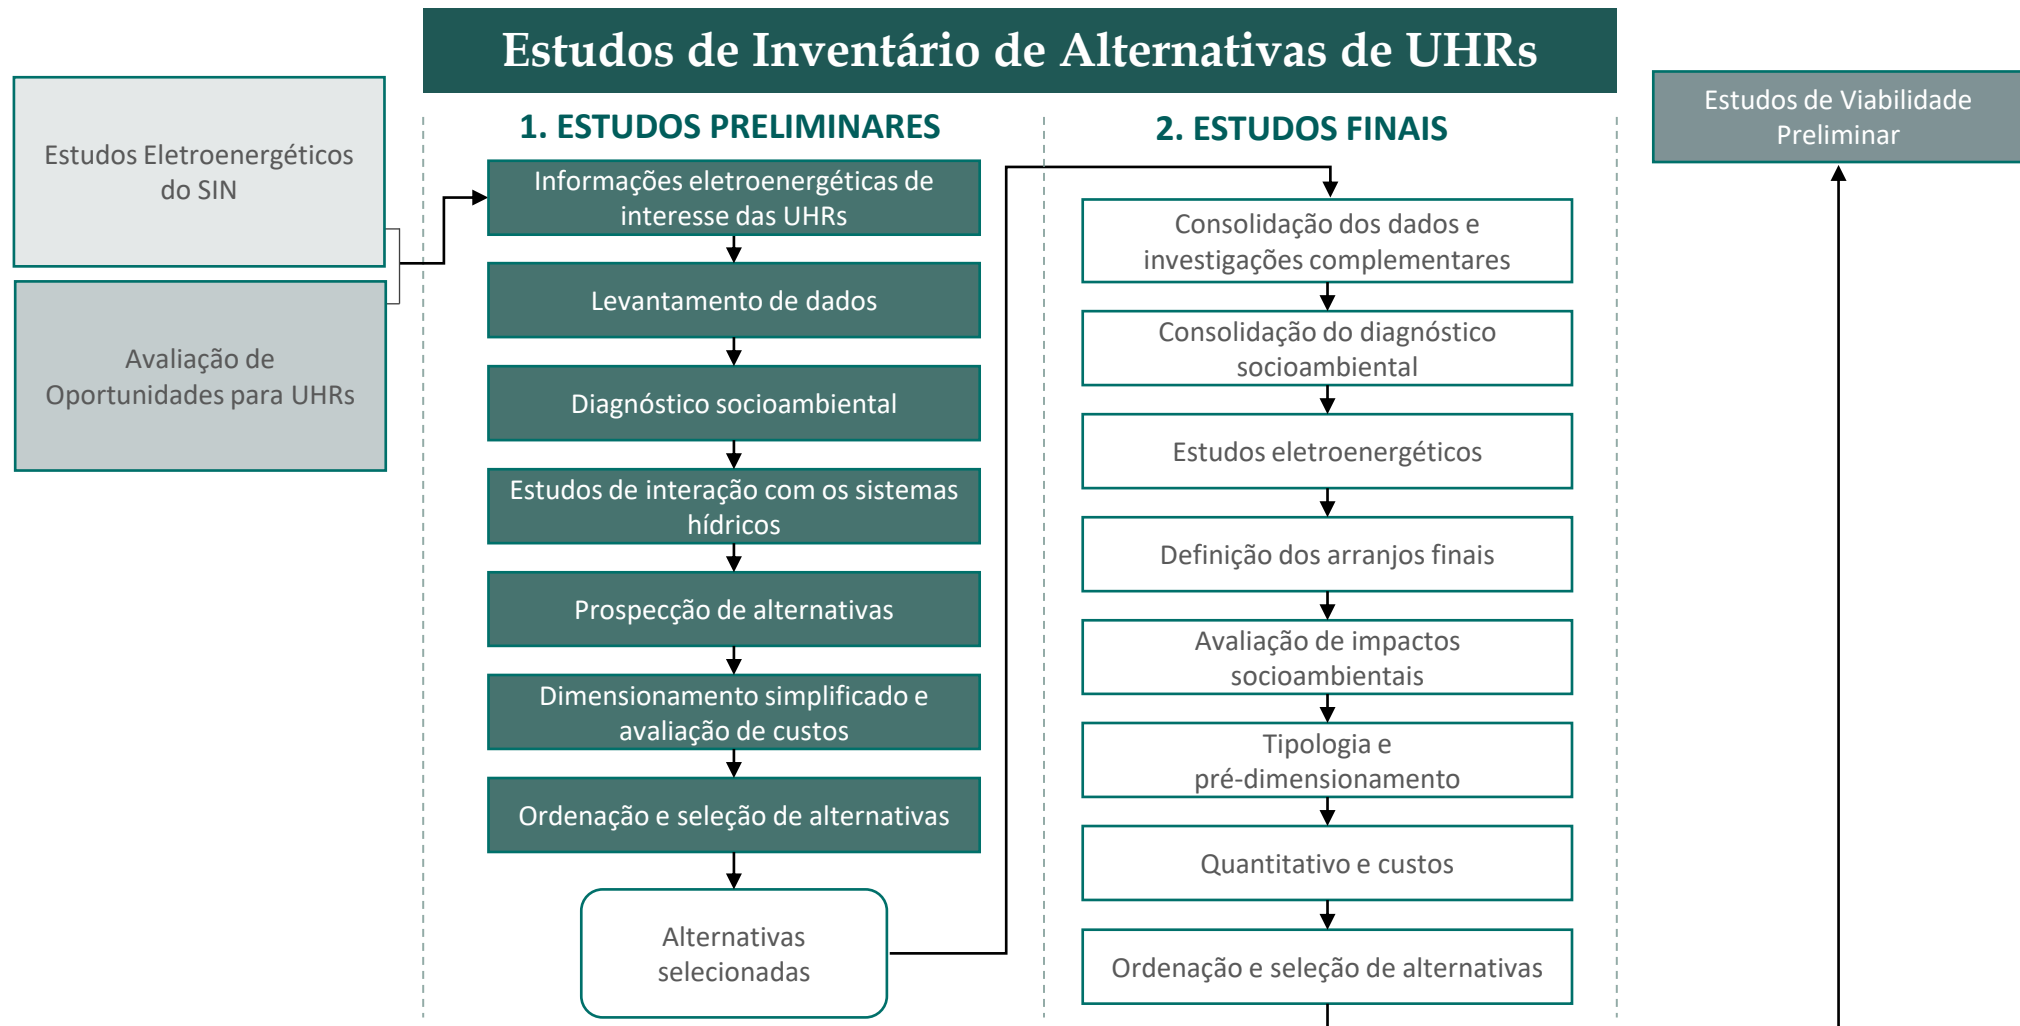 Estudos de Inventário de Alternativas de UHRs
Estudos Eletroenergéticos
do SIN
Avaliação de
Oportunidades para UHRs
1. ESTUDOS PRELIMINARES
Informações eletroenergéticas de
interesse das UHRs
Levantamento de dados
Diagnóstico socioambiental
Estudos de interação com os sistemas
hídricos
Prospecção de alternativas
Dimensionamento simplificado e
avaliação de custos
Ordenação e seleção de alternativas
Alternativas
selecionadas
2. ESTUDOS FINAIS
Consolidação dos dados e
investigações complementares
Consolidação do diagnóstico
socioambiental
Estudos eletroenergéticos
Definição dos arranjos finais
Avaliação de impactos
socioambientais
Tipologia e
pré-dimensionamento
Quantitativo e custos
Ordenação e seleção de alternativas
Estudos de Viabilidade
Preliminar